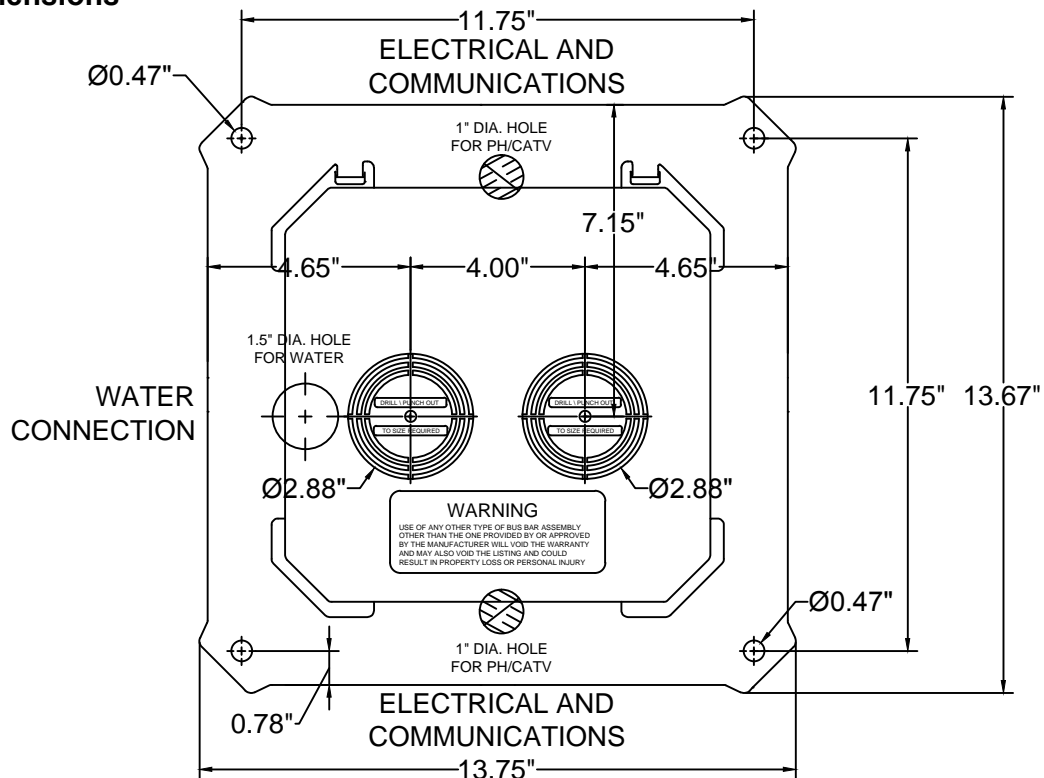 11.75"
ELECTRICAL AND
COMMUNICATIONS
Ø0.47"
1" DIA. HOLE
FOR PH/CATV
7.15"
4.65"
4.00"
4.65"
1.5" DIA. HOLE
FOR WATER
WATER
CONNECTION
11.75"
13.67"
DRILL \ PUNCH OUT
TO SIZE REQUIRED
DRILL \ PUNCH OUT
TO SIZE REQUIRED
Ø2.88"
Ø2.88"
WARNING
USE OF ANY OTHER TYPE OF BUS BAR ASSEMBLY
OTHER THAN THE ONE PROVIDED BY OR APPROVED
BY THE MANUFACTURER WILL VOID THE WARRANTY
AND MAY ALSO VOID THE LISTING AND COULD
RESULT IN PROPERTY LOSS OR PERSONAL INJURY
Ø0.47"
1" DIA. HOLE
FOR PH/CATV
0.78"
ELECTRICAL AND
COMMUNICATIONS
13.75"